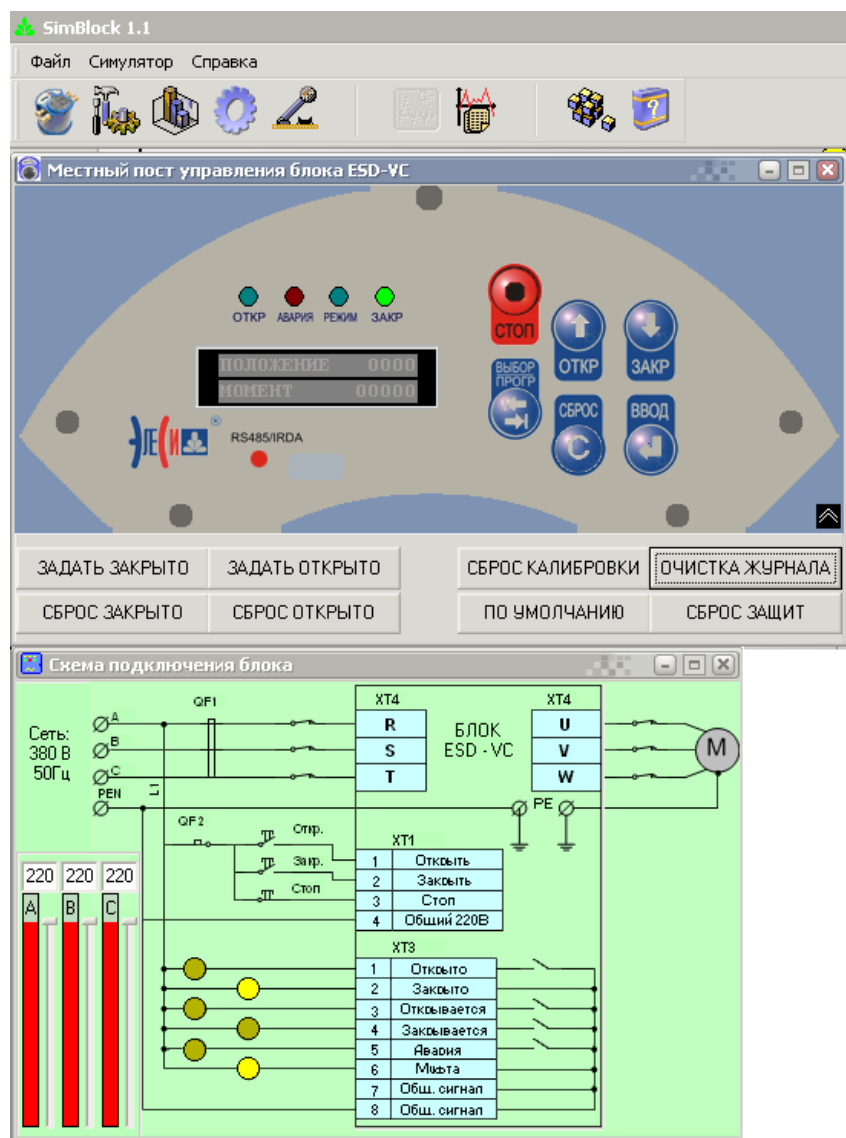 SimBlock 1.1
Файл Симулятор Справка
Местный пост управления блока ESD-VC
ОТКР АВАРИЯ РЕЖИМ ЗАКР
СТОП
ОТКР
ЗАКР
ПОЛОЖЕНИЕ 0000
МОМЕНТ 00000
ВЫБОР
ПРОГР
СБРОС
C
ВВОД
ЭЛЕСИ ®
RS485/IRDA
ЗАДАТЬ ЗАКРЫТО ЗАДАТЬ ОТКРЫТО СБРОС КАЛИБРОВКИ ОЧИСТКА ЖУРНАЛА
СБРОС ЗАКРЫТО СБРОС ОТКРЫТО ПО УМОЛЧАНИЮ СБРОС ЗАЩИТ
Схема подключения блока
QF1 XT4 XT4
Сеть:
380 В
50Гц
A
B
C
PEN
L1
R
S
T
БЛОК
ESD - VC
U
V
W
M
PE
QF2
Откр.
Закр.
Стоп
XT1
1 Открыть
2 Закрыть
3 Стоп
4 Общий 220В
220 220 220
A B C
XT3
1 Открыто
2 Закрыто
3 Открывается
4 Закрывается
5 Авария
6 Муфта
7 Общ. сигнал
8 Общ. сигнал